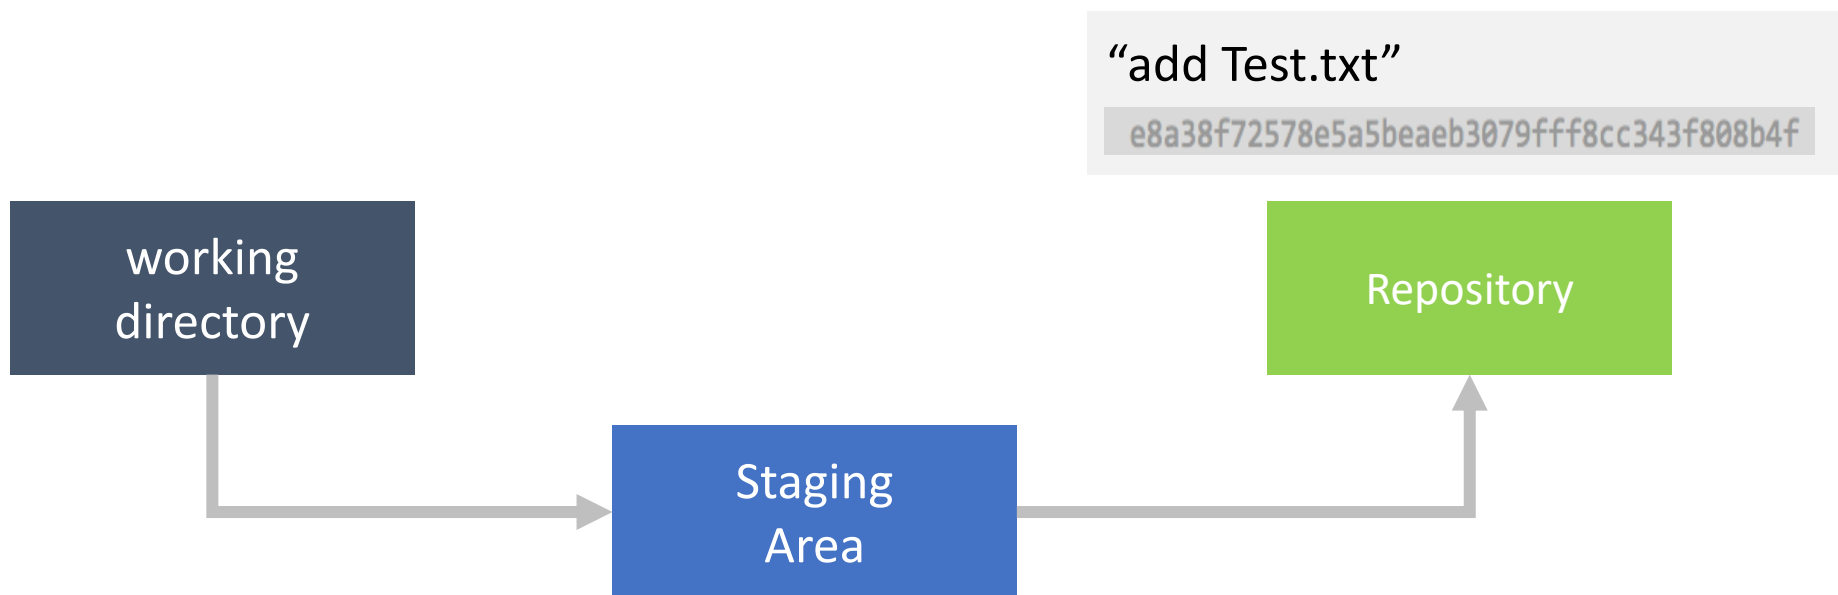 “add Test.txt”
e8a38f72578e5a5beaeb3079fff8cc343f808b4f
working
directory
Repository
Staging
Area